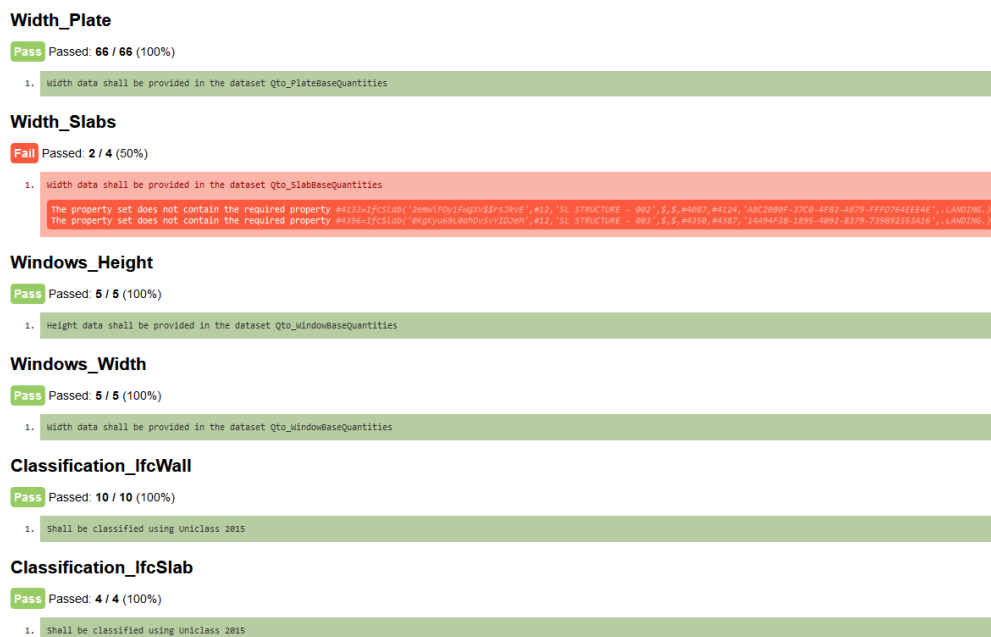 Width_Plate
Pass Passed: 66 / 66 (100%)
1. Width data shall be provided in the dataset Qto_PlateBaseQuantities
Width_Slabs
Fail Passed: 2 / 4 (50%)
1. Width data shall be provided in the dataset Qto_SlabBaseQuantities
The property set does not contain the required property #4133=IfcSlab('2emWlFDy1FWgXv$$rsJkvE',#12,'SL STRUCTURE - 002',$,$,#4087,#4124,'A8C20B0F-37C0-4F82-A879-FFFD764EEE4E',.LANDING.)
The property set does not contain the required property #4396=IfcSlab('0KgKyu69L0ahDvSvYIDJeM',#12,'SL STRUCTURE - 003',$,$,#4350,#4387,'14A94F38-1895-4092-B379-739892353A16',.LANDING.)
Windows_Height
Pass Passed: 5 / 5 (100%)
1. Height data shall be provided in the dataset Qto_WindowBaseQuantities
Windows_Width
Pass Passed: 5 / 5 (100%)
1. Width data shall be provided in the dataset Qto_WindowBaseQuantities
Classification_IfcWall
Pass Passed: 10 / 10 (100%)
1. Shall be classified using Uniclass 2015
Classification_IfcSlab
Pass Passed: 4 / 4 (100%)
1. Shall be classified using Uniclass 2015